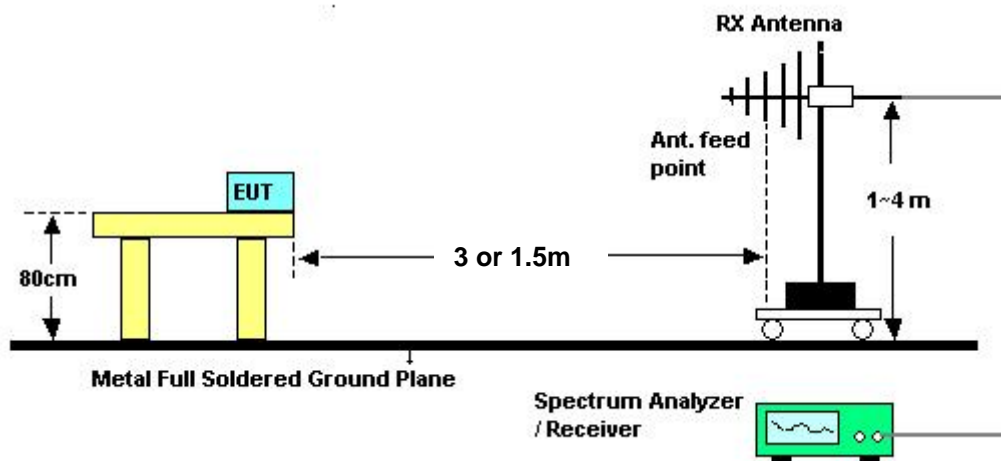 RX Antenna
Ant. feed
point
EUT
1~4 m
3 or 1.5m
80cm
Metal Full Soldered Ground Plane
Spectrum Analyzer
/ Receiver